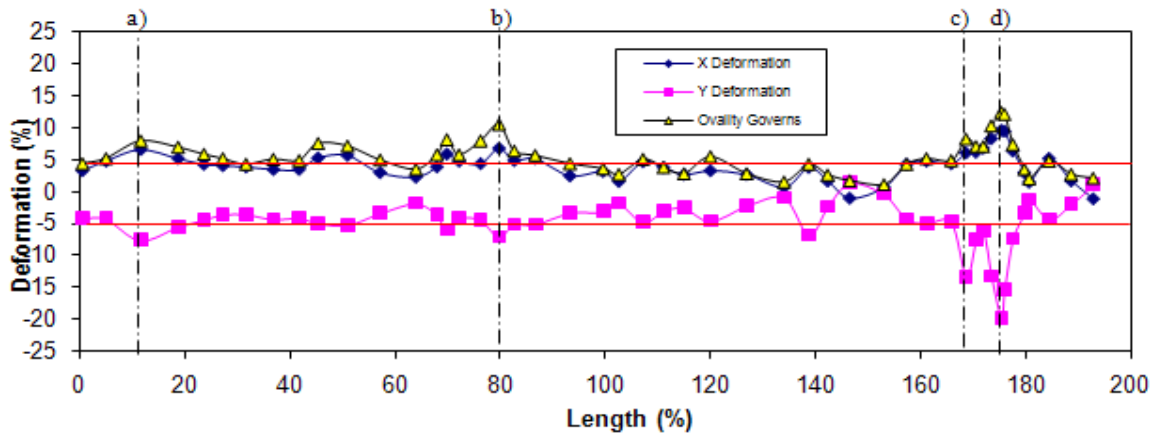 a) b) c) d)
25
20
15
10
5
0
-5
-10
-15
-20
-25
Deformation (%)
X Deformation
Y Deformation
Ovality Governs
0 20 40 60 80 100 120 140 160 180 200
Length (%)